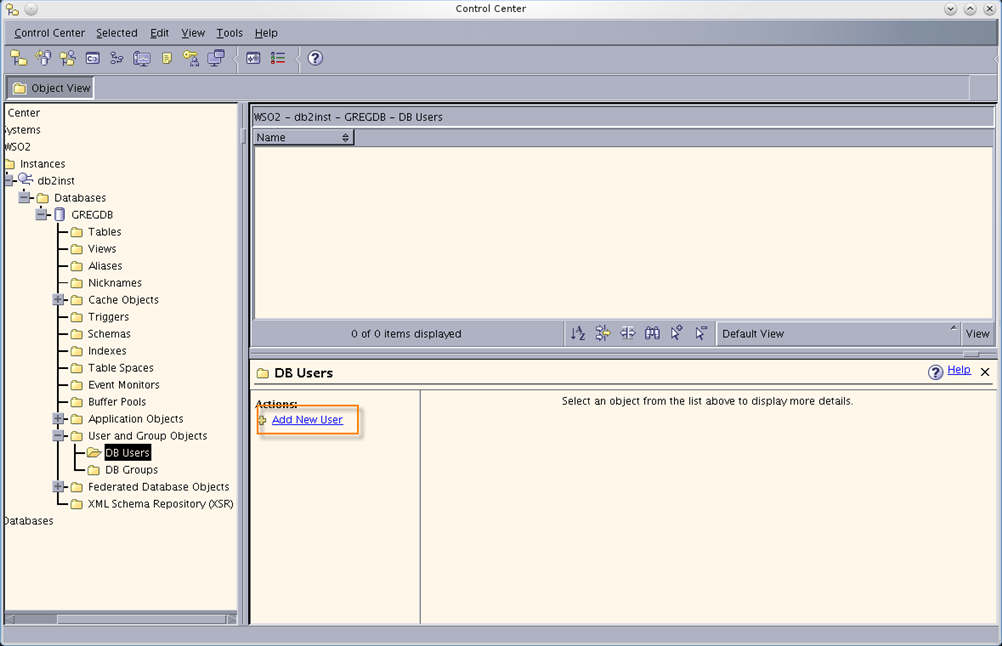 Control Center
Control Center Selected Edit View Tools Help
Object View
Center
Systems
WSO2
Instances
db2inst
Databases
GREGDB
Tables
Views
Aliases
Nicknames
Cache Objects
Triggers
Schemas
Indexes
Table Spaces
Event Monitors
Buffer Pools
Application Objects
User and Group Objects
DB Users
DB Groups
Federated Database Objects
XML Schema Repository (XSR)
Databases
WSO2 - db2inst - GREGDB - DB Users
Name
0 of 0 items displayed
Default View
View
DB Users
Help
Actions:
Add New User
Select an object from the list above to display more details.